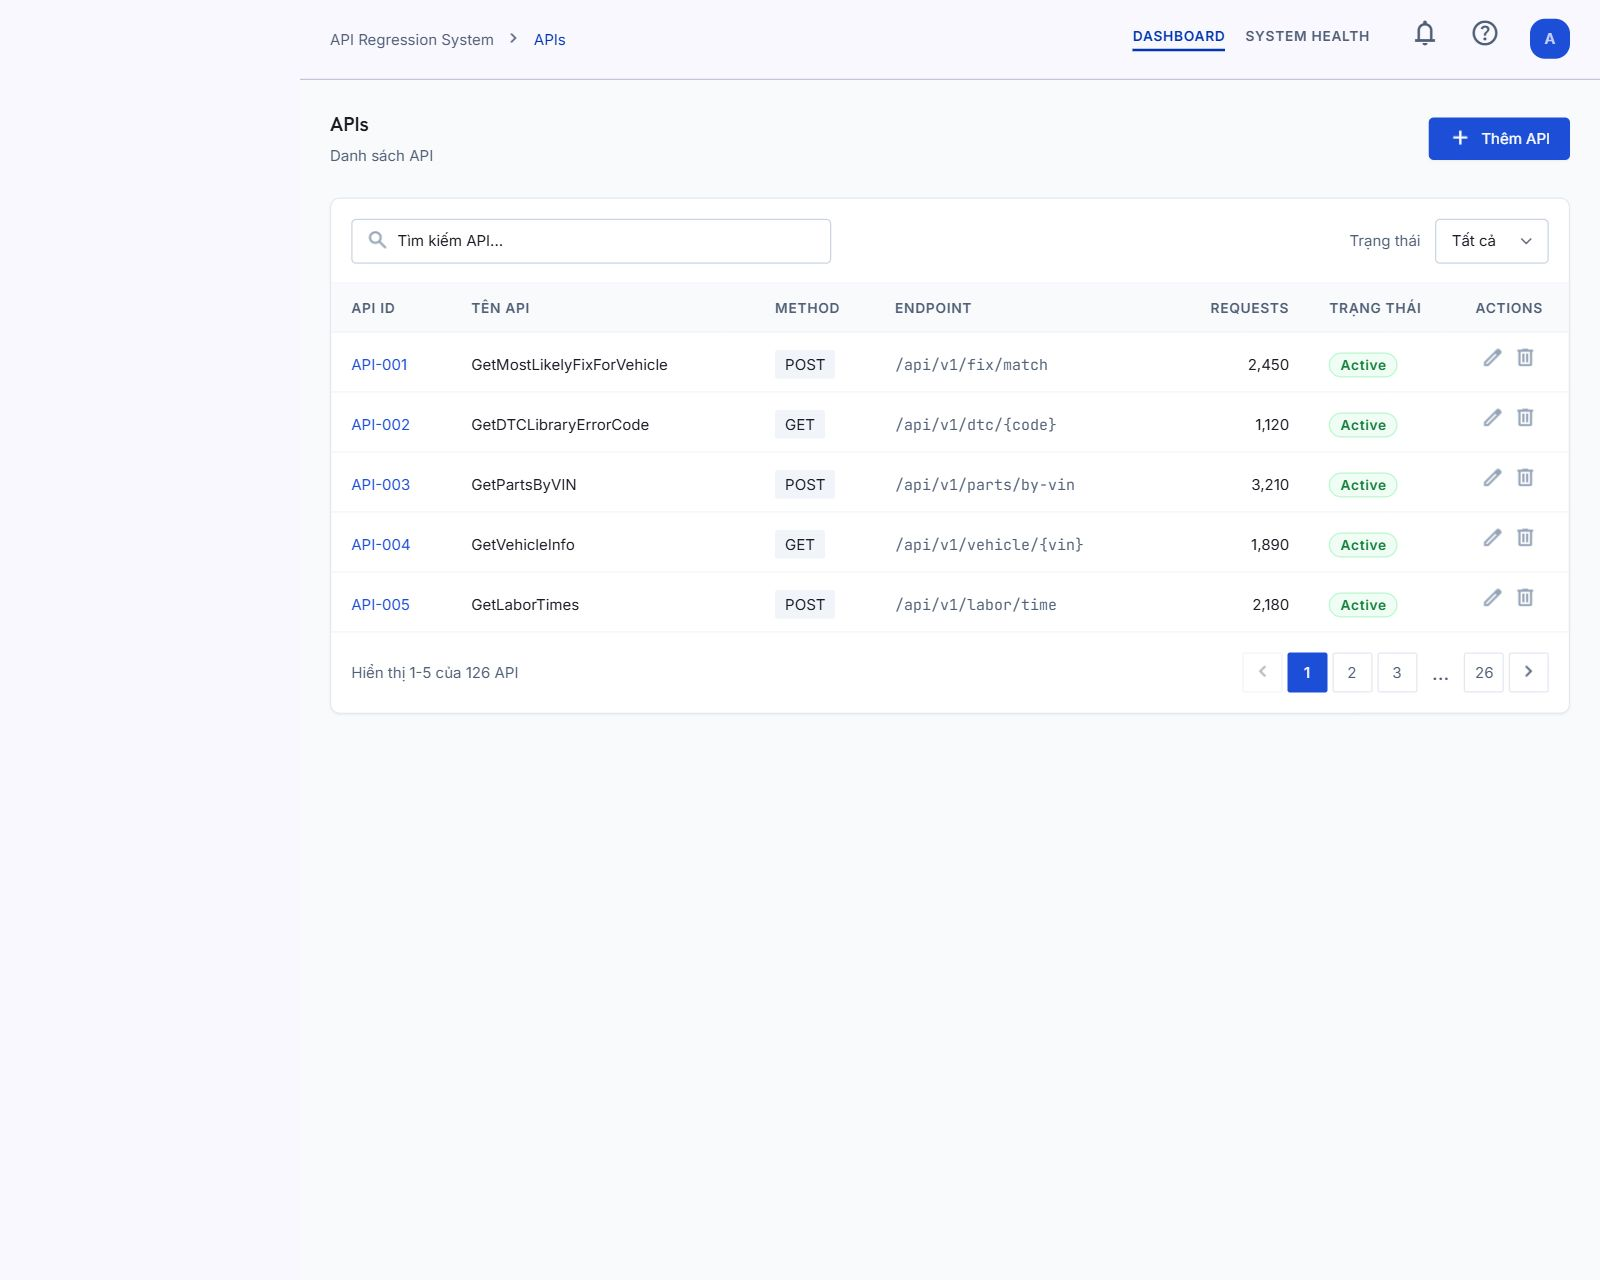 API Regression System > APIs
DASHBOARD SYSTEM HEALTH A
APIs
Danh sách API
+ Thêm API
Tìm kiếm API...
Trạng thái Tất cả
API ID TÊN API METHOD ENDPOINT REQUESTS TRẠNG THÁI ACTIONS
API-001 GetMostLikelyFixForVehicle POST /api/v1/fix/match 2,450 Active
API-002 GetDTCLibraryErrorCode GET /api/v1/dtc/{code} 1,120 Active
API-003 GetPartsByVIN POST /api/v1/parts/by-vin 3,210 Active
API-004 GetVehicleInfo GET /api/v1/vehicle/{vin} 1,890 Active
API-005 GetLaborTimes POST /api/v1/labor/time 2,180 Active
Hiển thị 1-5 của 126 API
1 2 3 ... 26